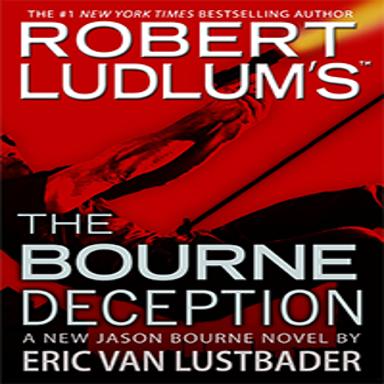 THE #1 NEW YORK TIMES BESTSELLING AUTHOR
ROBERT
LUDLUM'S™
THE
BOURNE
DECEPTION
A NEW JASON BOURNE NOVEL BY
ERIC VAN LUSTBADER